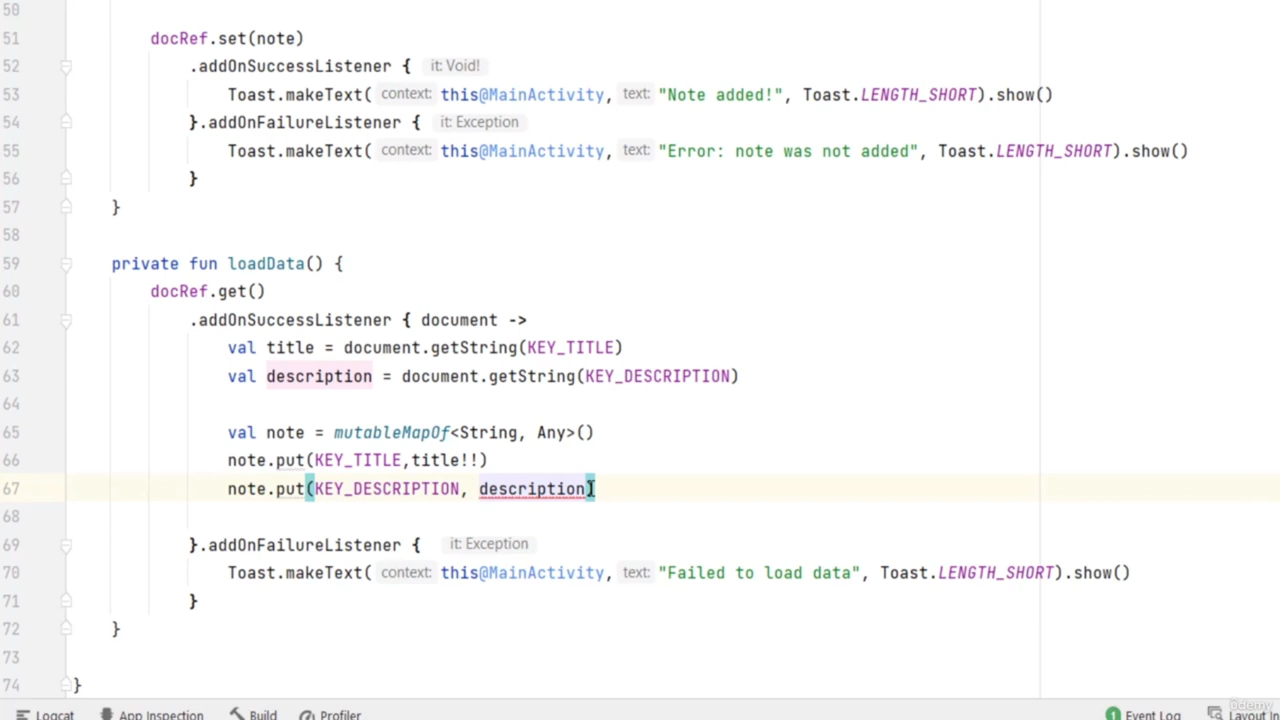 50
51 docRef.set(note)
52 .addOnSuccessListener { it: Void!
53 Toast.makeText( context: this@MainActivity, text: "Note added!", Toast.LENGTH_SHORT).show()
54 }.addOnFailureListener { it: Exception
55 Toast.makeText( context: this@MainActivity, text: "Error: note was not added", Toast.LENGTH_SHORT).show()
56 }
57 }
58
59 private fun loadData() {
60 docRef.get()
61 .addOnSuccessListener { document ->
62 val title = document.getString(KEY_TITLE)
63 val description = document.getString(KEY_DESCRIPTION)
64
65 val note = mutableMapOf<String, Any>()
66 note.put(KEY_TITLE,title!!)
67 note.put(KEY_DESCRIPTION, description)
68
69 }.addOnFailureListener { it: Exception
70 Toast.makeText( context: this@MainActivity, text: "Failed to load data", Toast.LENGTH_SHORT).show()
71 }
72 }
73
74 }
Logcat App Inspection Build Profiler 1 Event Log Layout In
ûdemy